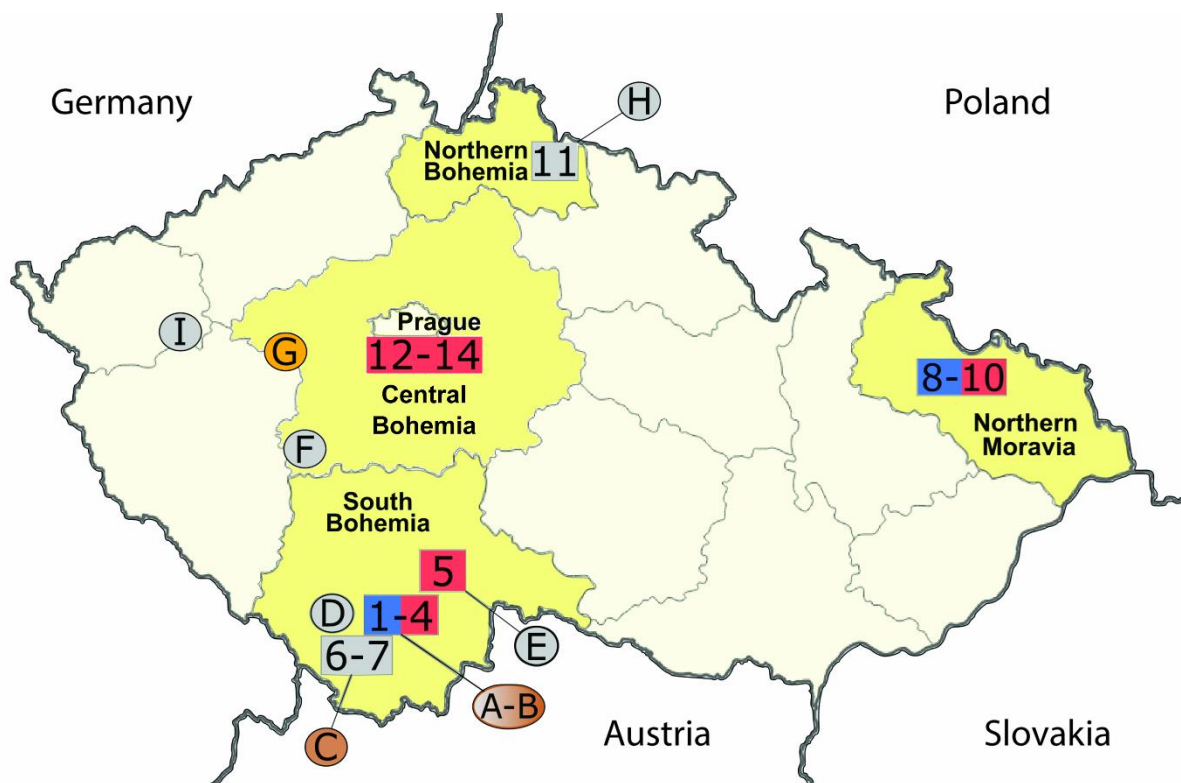 Germany
Poland
H
Northern
Bohemia
11
I
G
Prague
12-14
Central
Bohemia
F
8-10
Northern
Moravia
South
Bohemia
5
D
1-4
6-7
E
A-B
C
Austria
Slovakia